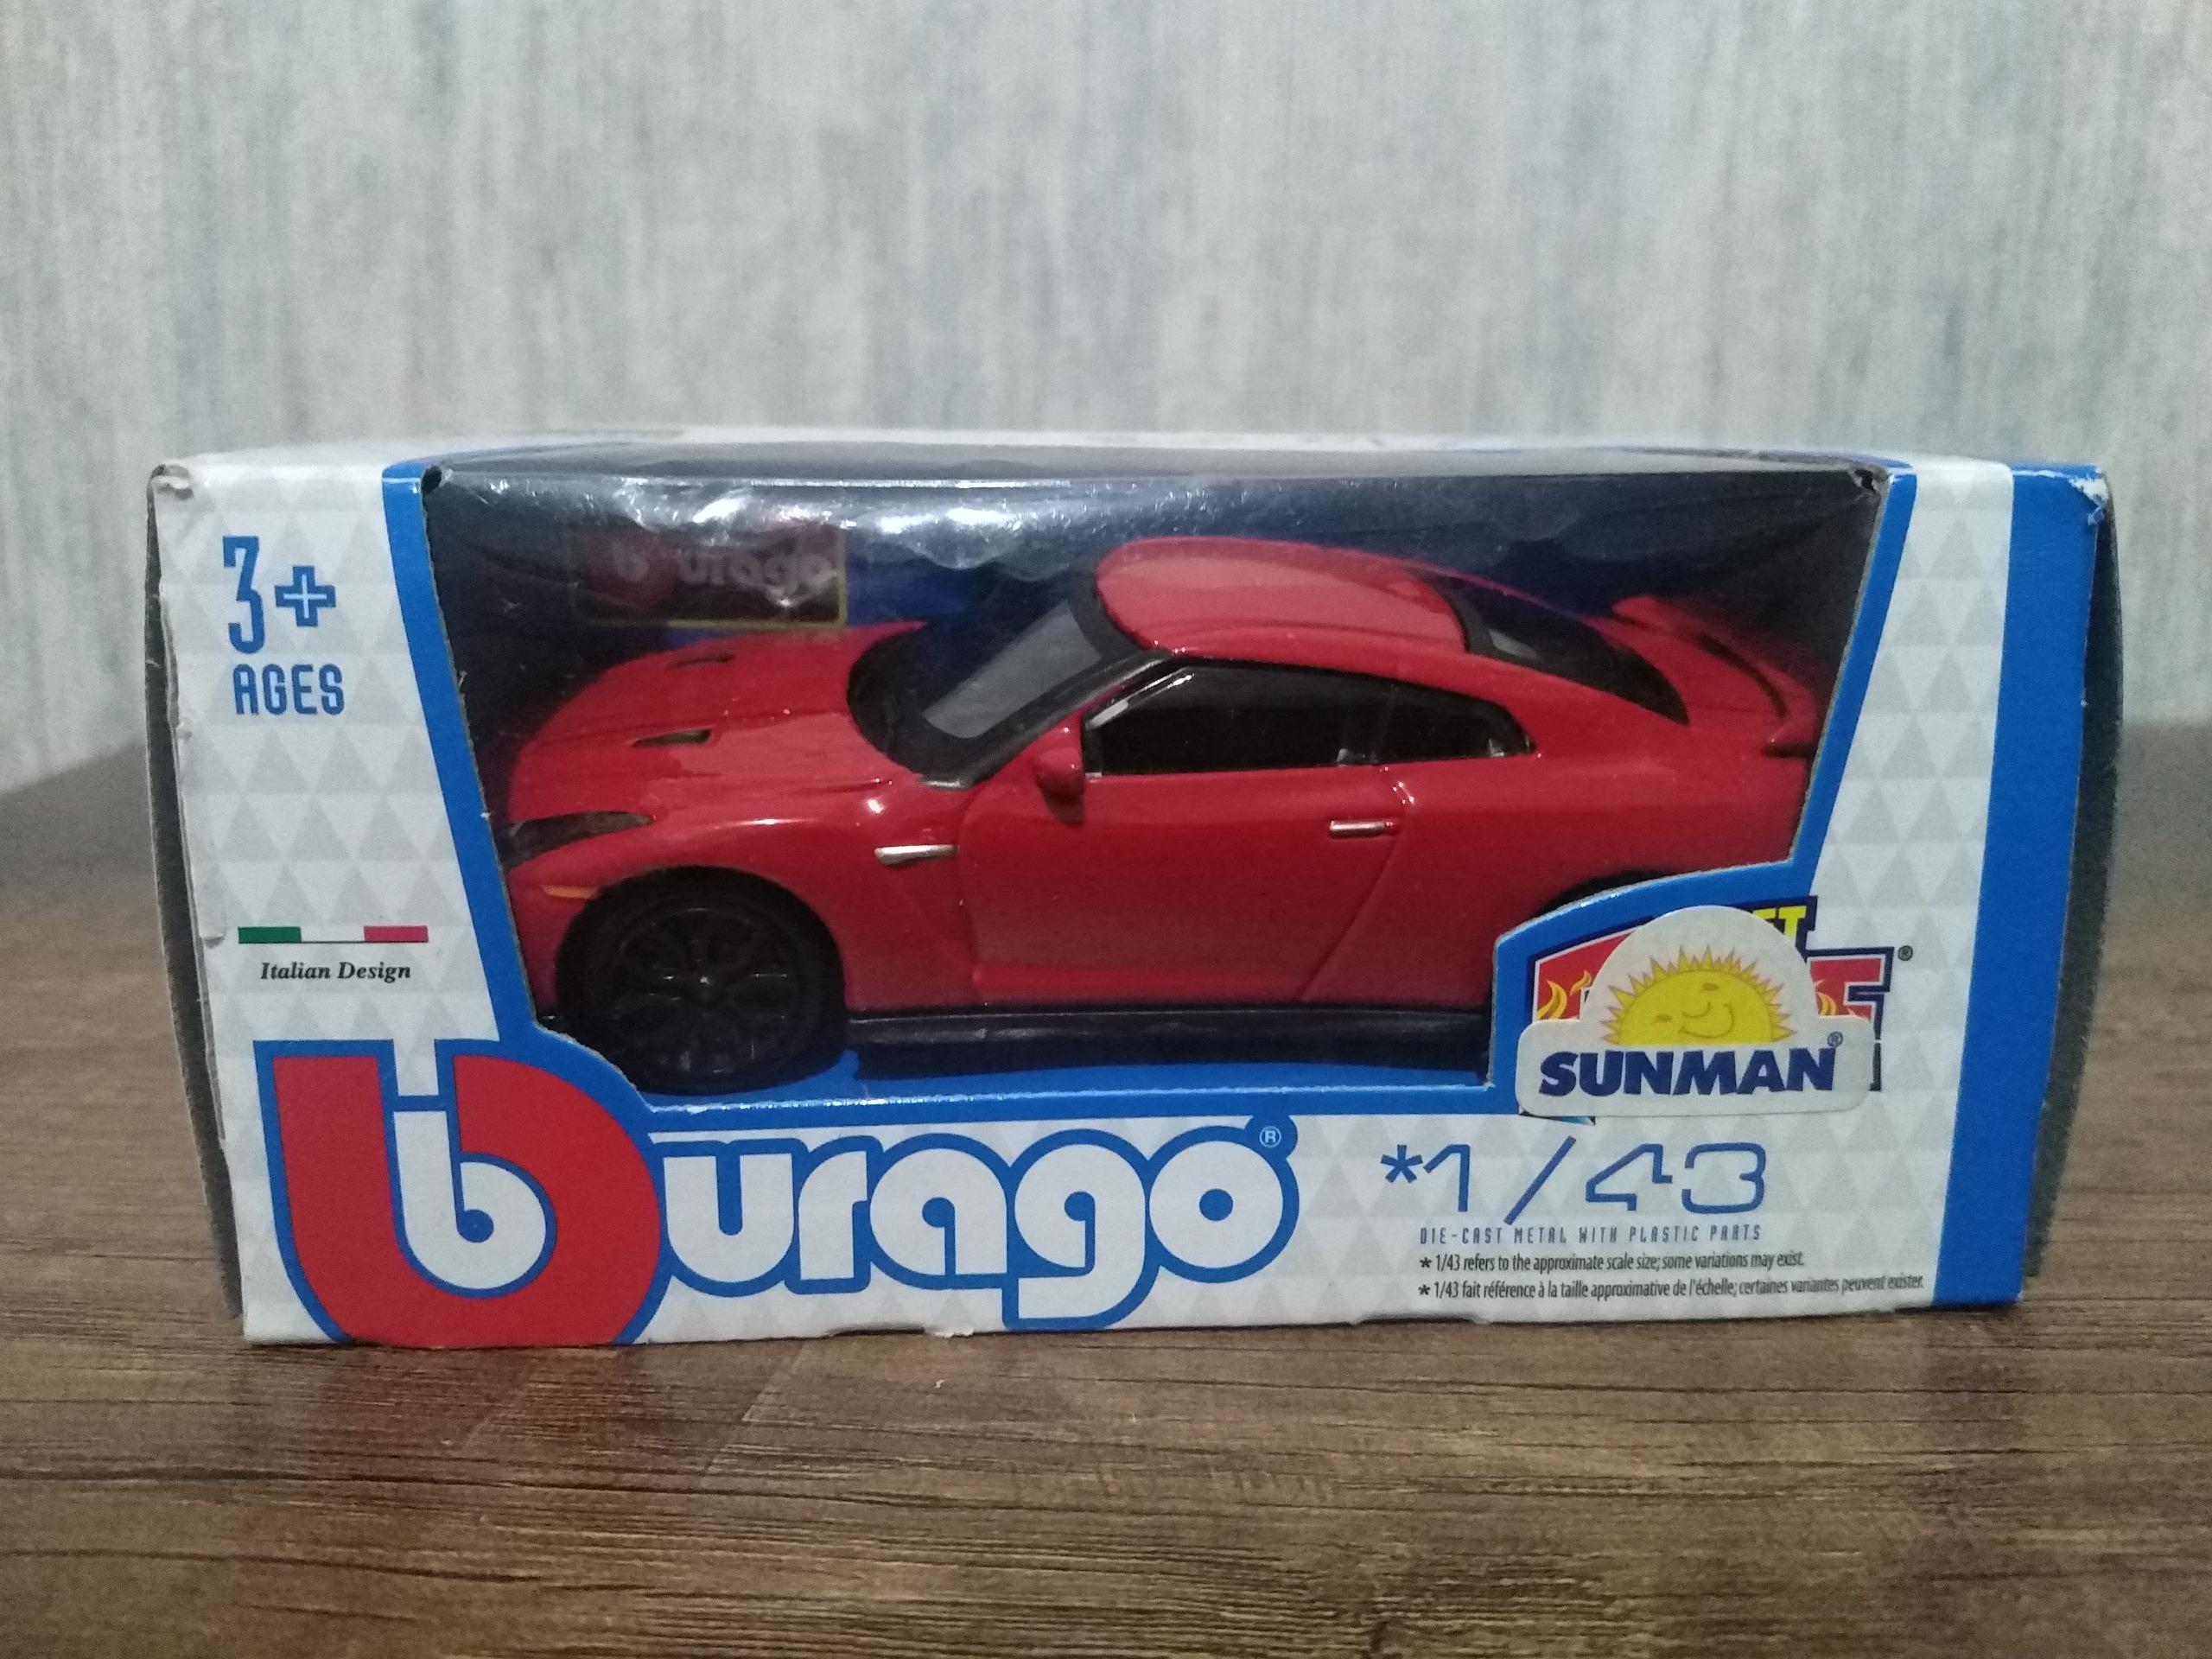 3+
AGES
burago
Italian Design
SUNMAN®
burago®
*1/43
DIE-CAST METAL WITH PLASTIC PARTS
* 1/43 refers to the approximate scale size; some variations may exist.
* 1/43 fait référence à la taille approximative de l'échelle; certaines variantes peuvent exister.